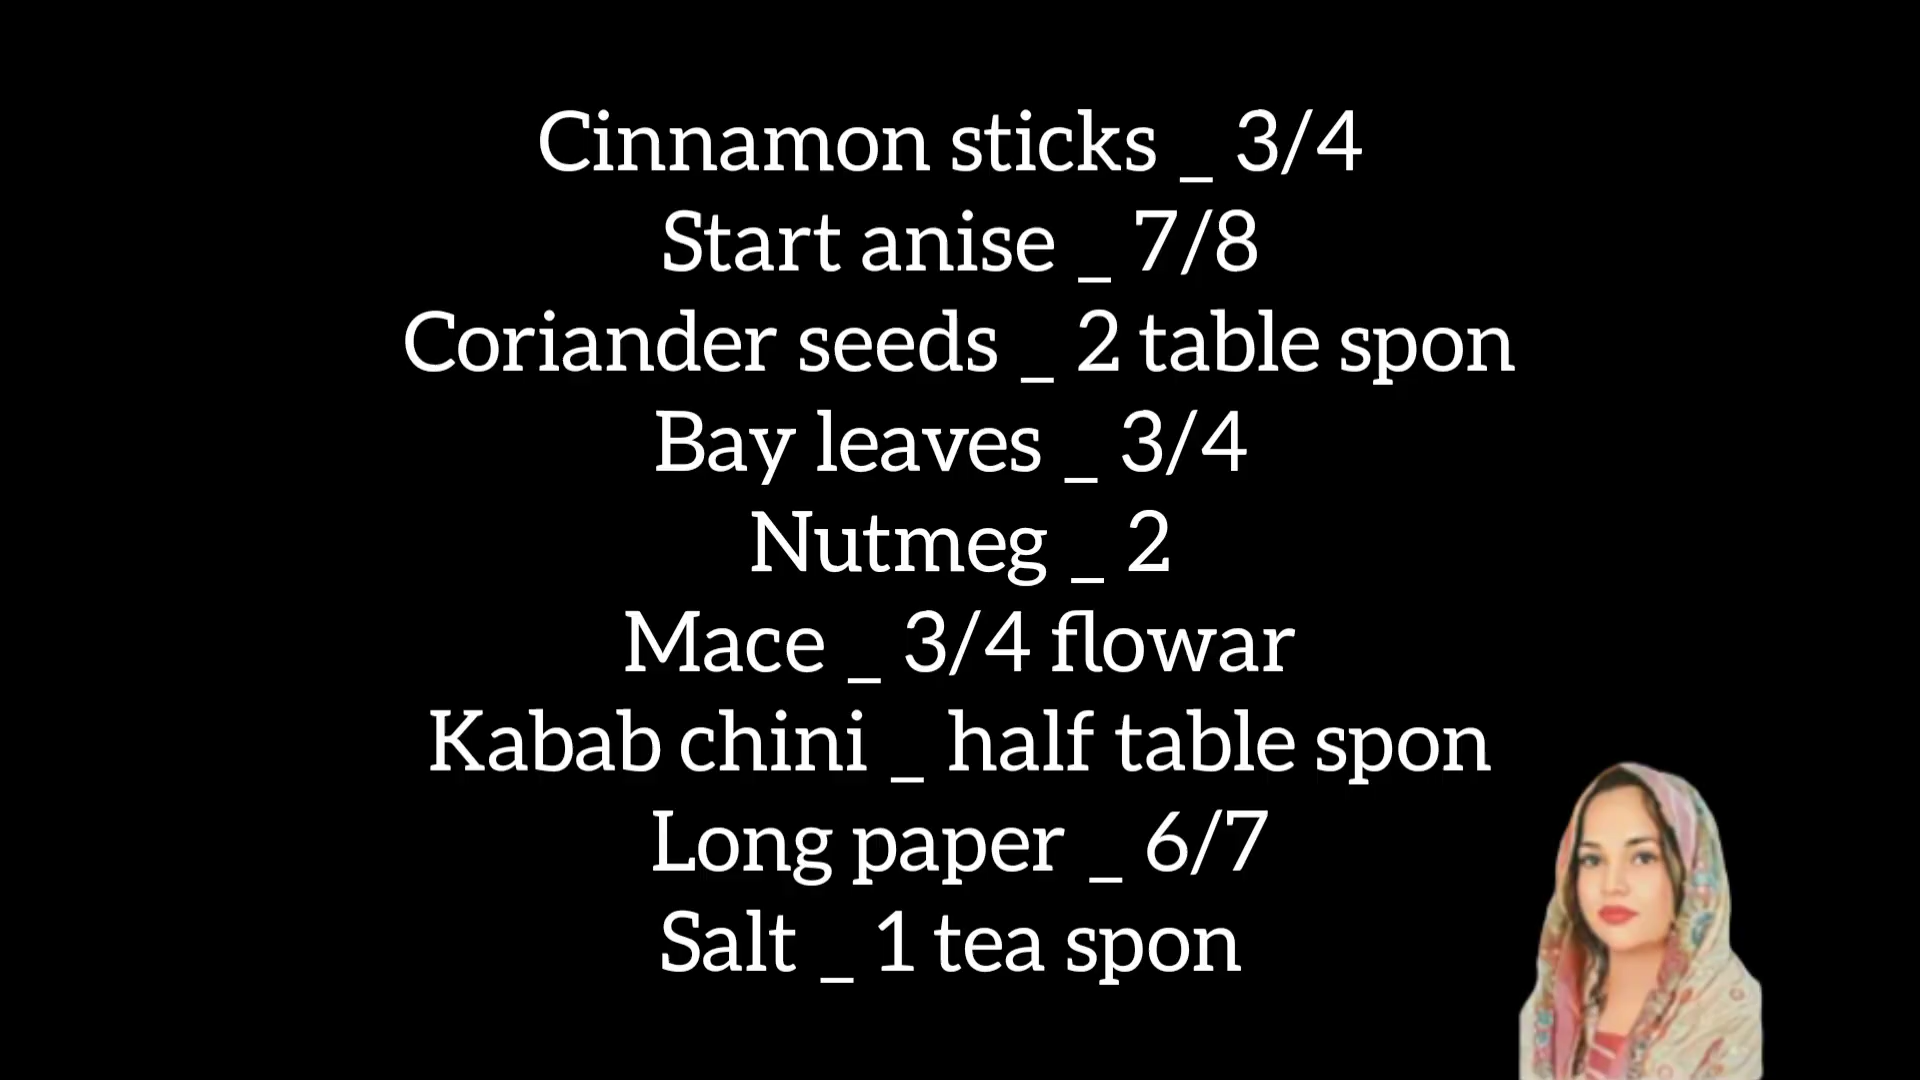 Cinnamon sticks _ 3/4
Start anise _ 7/8
Coriander seeds _ 2 table spon
Bay leaves _ 3/4
Nutmeg _ 2
Mace _ 3/4 flowar
Kabab chini _ half table spon
Long paper _ 6/7
Salt _ 1 tea spon